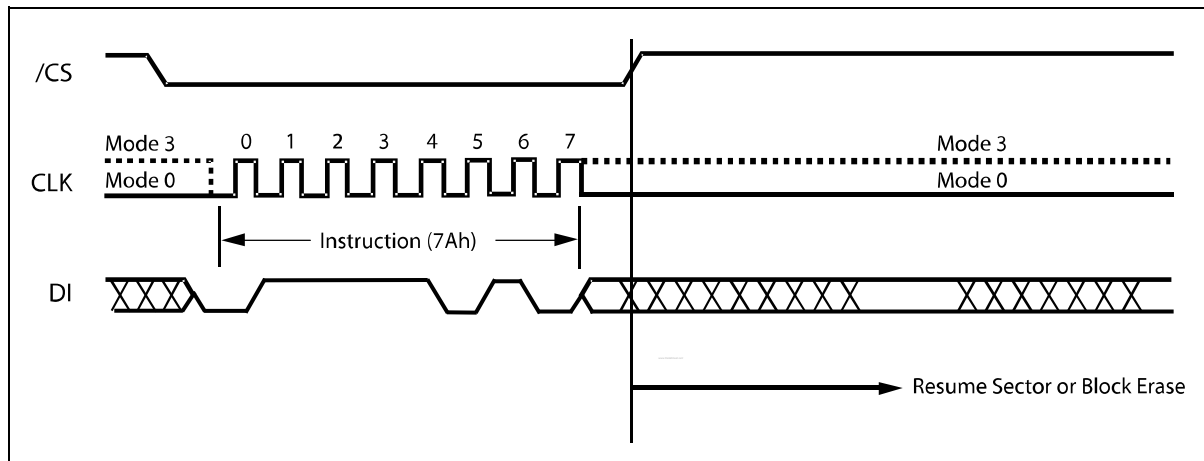 /CS
Mode 3 0 1 2 3 4 5 6 7 Mode 3
CLK Mode 0 Mode 0
Instruction (7Ah)
DI
Resume Sector or Block Erase